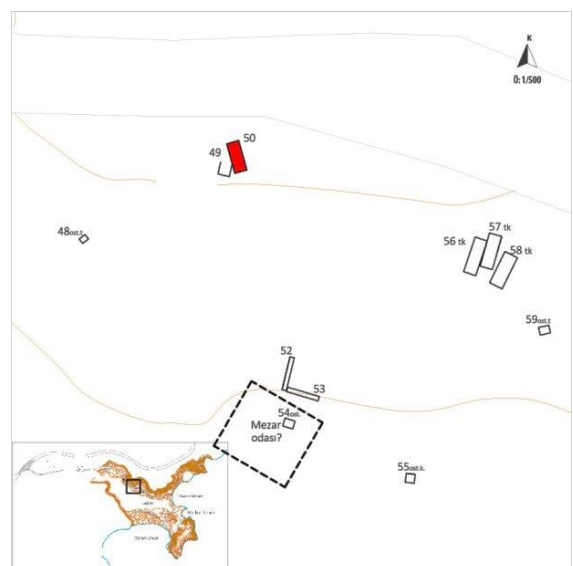 K
Ö: 1/500
50
49
57 tk
56 tk
58 tk
48ost.t
59ost.t
52
53
54ost.
Mezar
odası?
55ost.k.